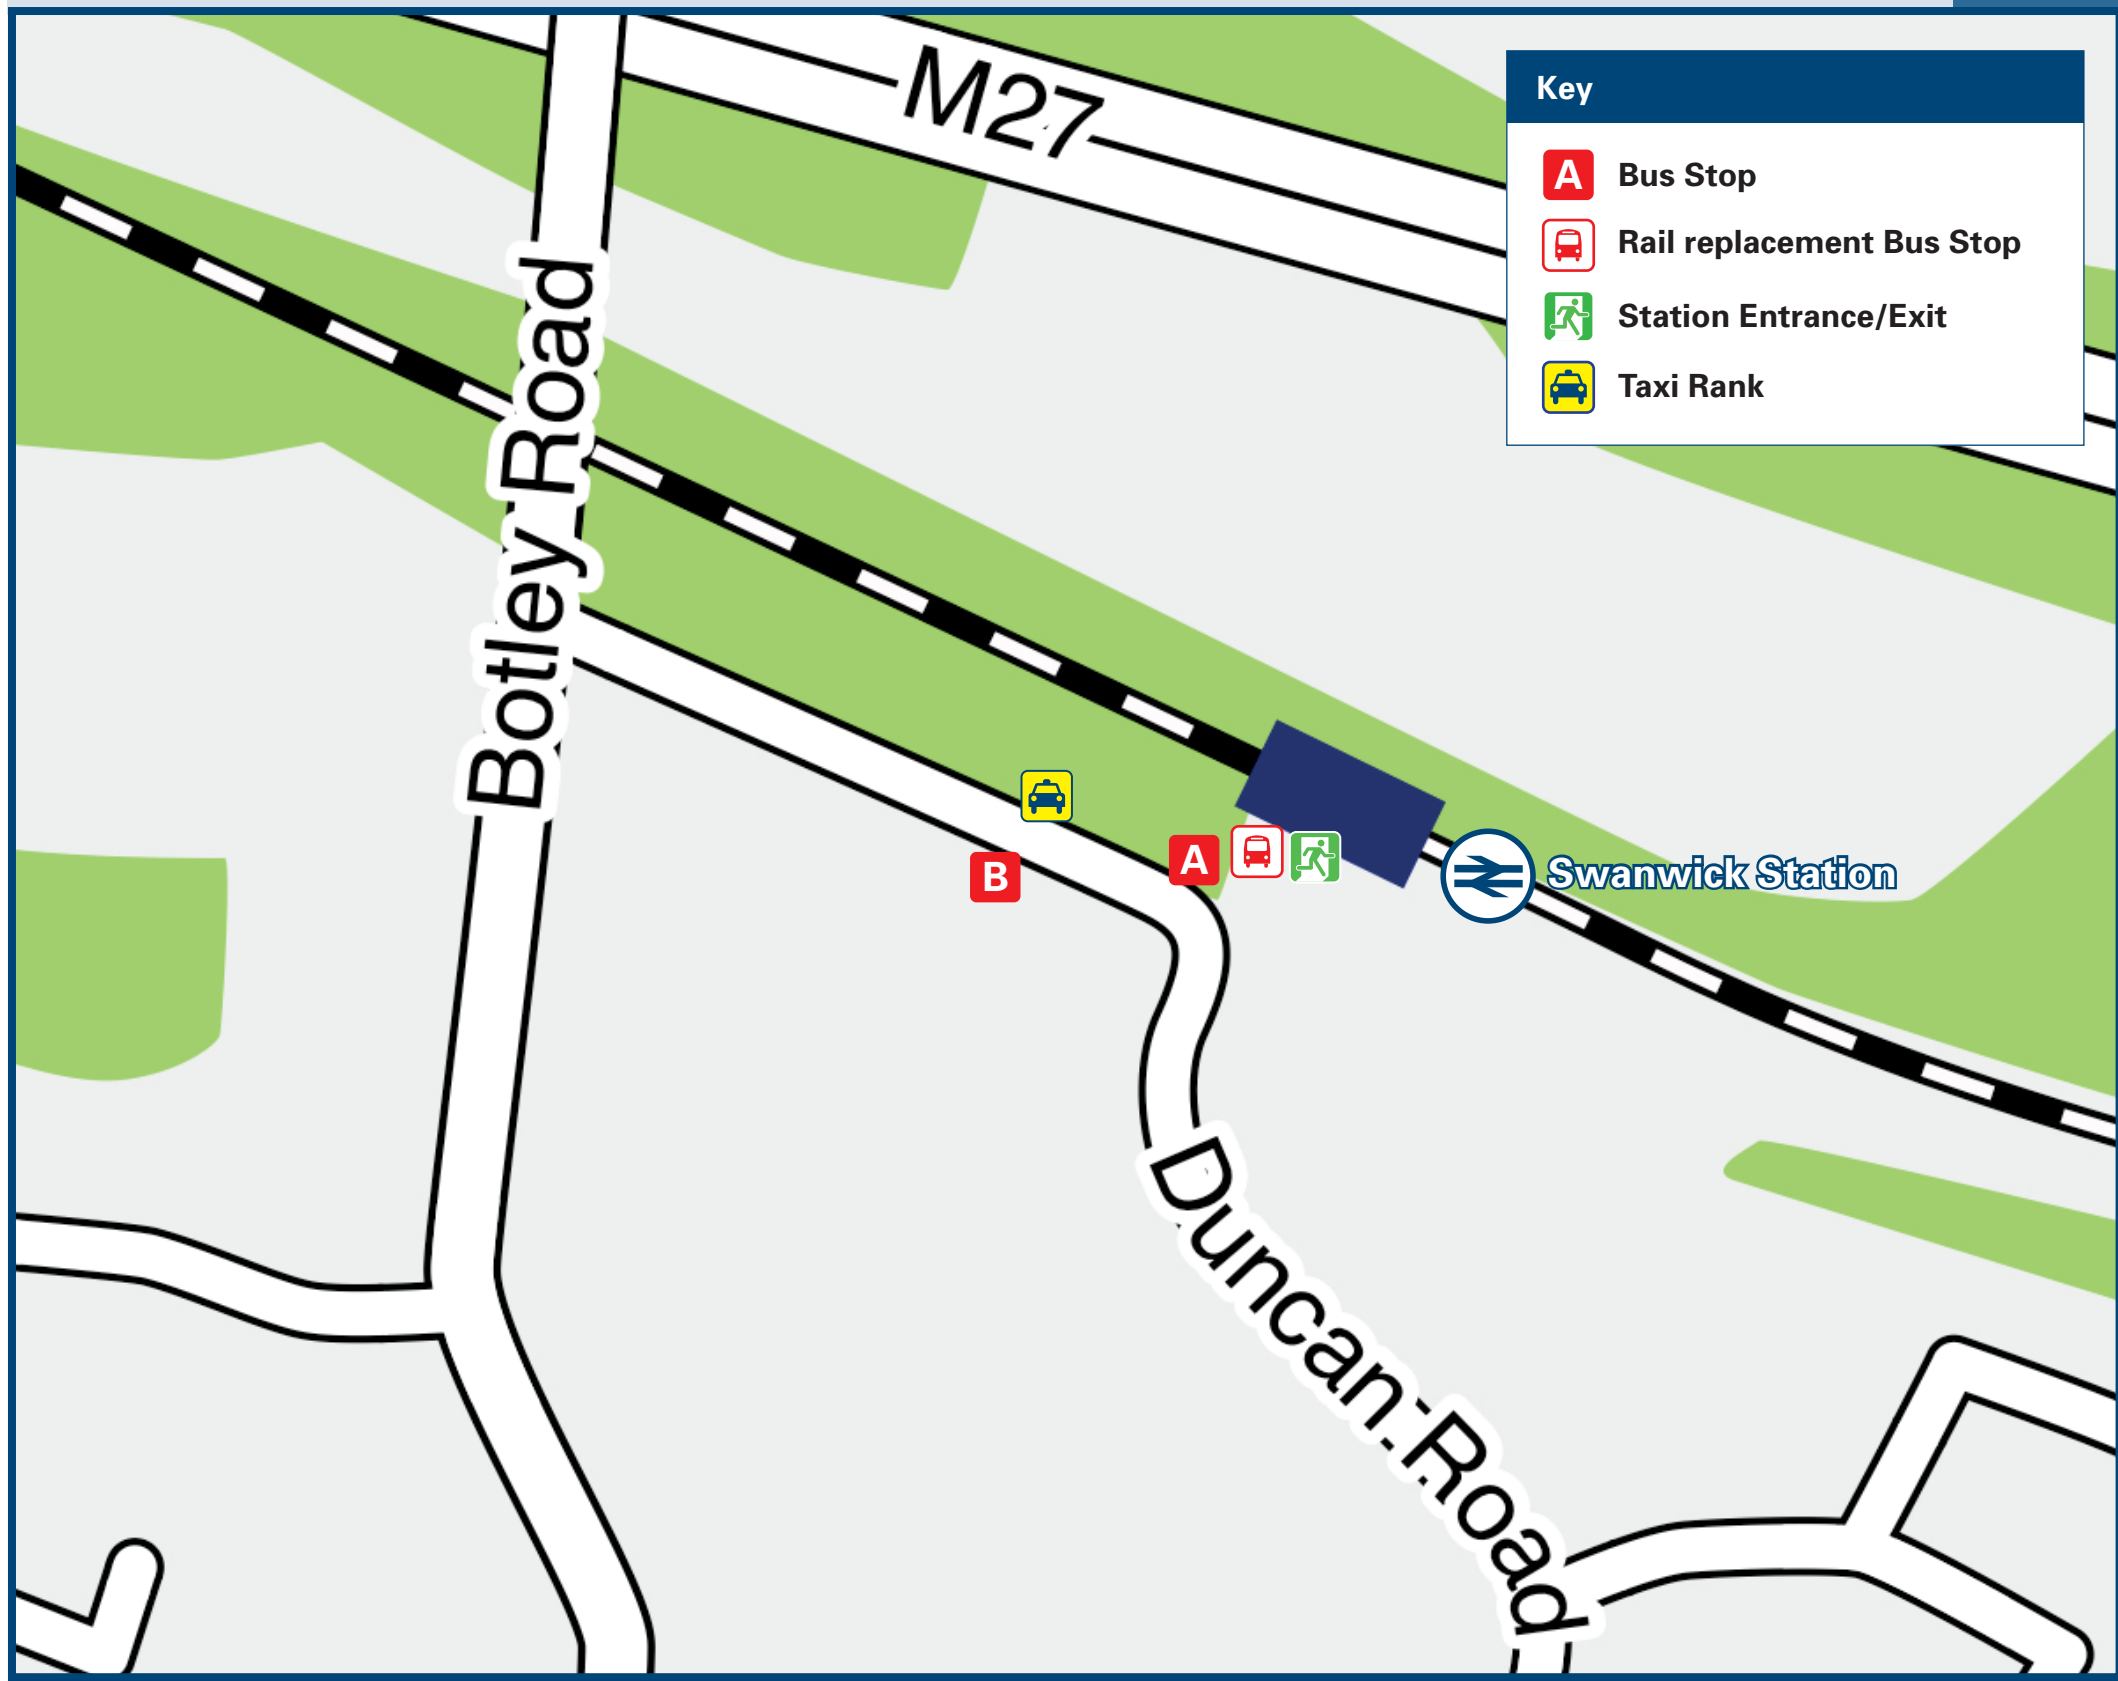 M27
Key
A Bus Stop
Rail replacement Bus Stop
Station Entrance/Exit
Taxi Rank
Botley Road
A
B
Swanwick Station
Duncan Road